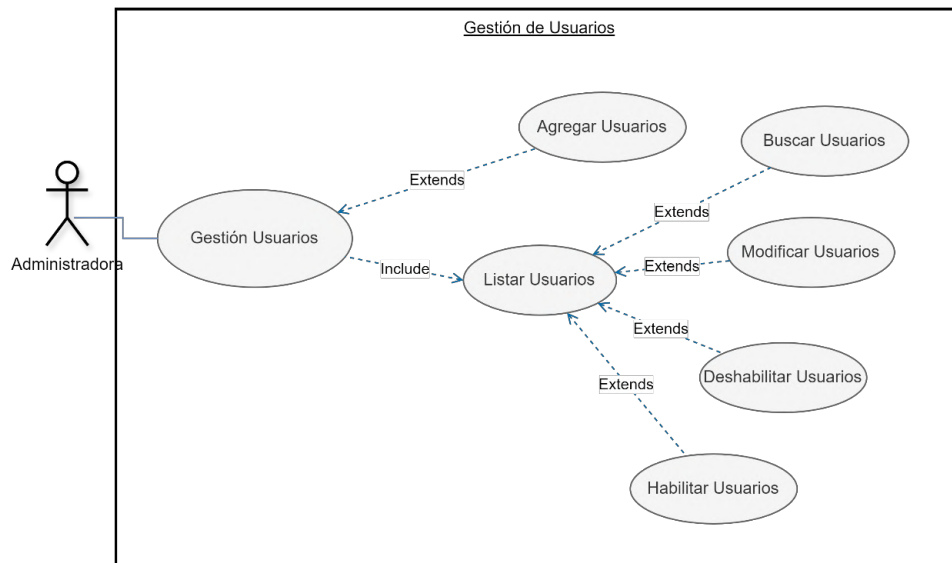 Gestión de Usuarios
Agregar Usuarios
Buscar Usuarios
Extends
Extends
Gestión Usuarios
Modificar Usuarios
Administradora
Include
Listar Usuarios
Extends
Extends
Deshabilitar Usuarios
Extends
Habilitar Usuarios